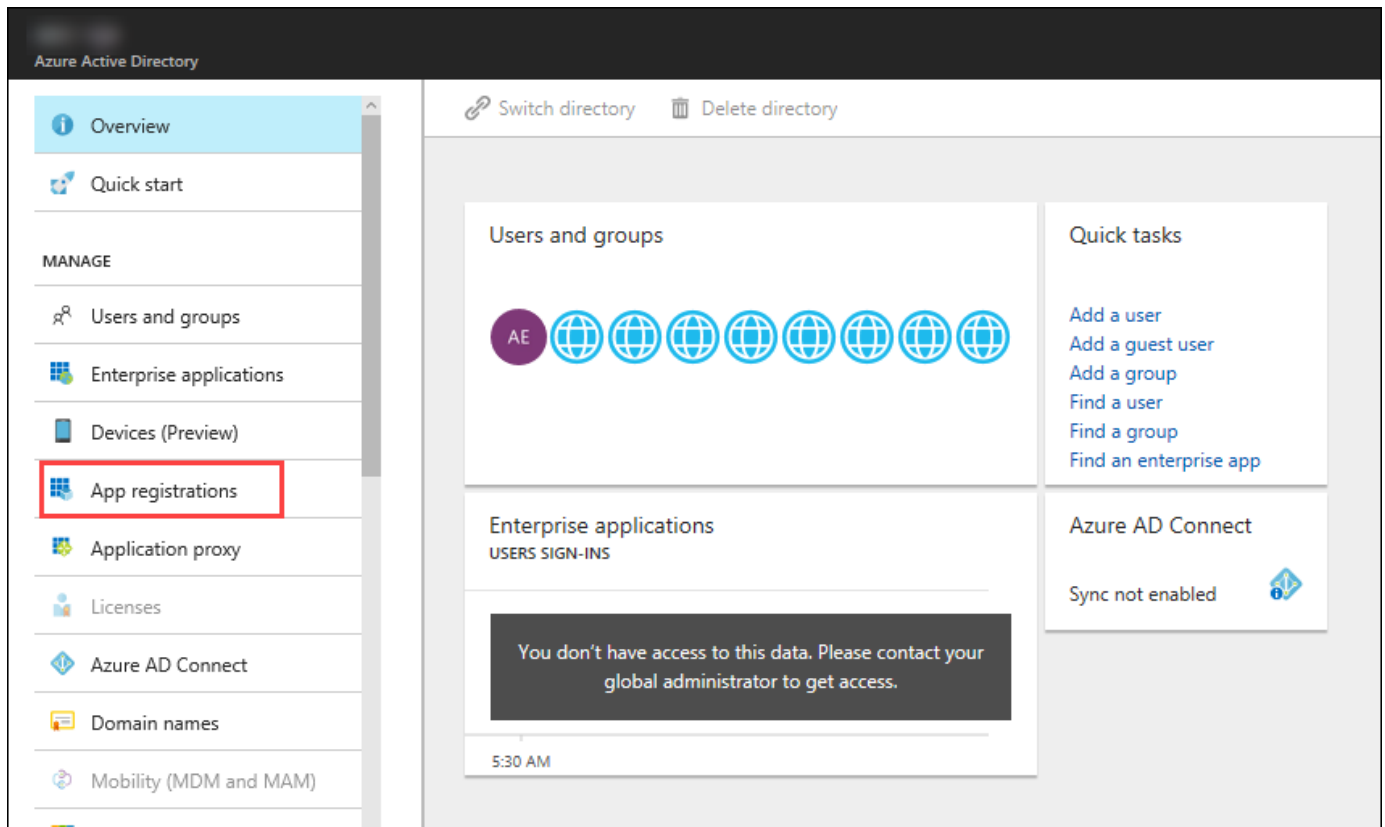 Azure Active Directory
Overview
Quick start
MANAGE
Users and groups
Enterprise applications
Devices (Preview)
App registrations
Application proxy
Licenses
Azure AD Connect
Domain names
Mobility (MDM and MAM)
Switch directory
Delete directory
Users and groups
AE
Enterprise applications
USERS SIGN-INS
You don't have access to this data. Please contact your
global administrator to get access.
5:30 AM
Quick tasks
Add a user
Add a guest user
Add a group
Find a user
Find a group
Find an enterprise app
Azure AD Connect
Sync not enabled